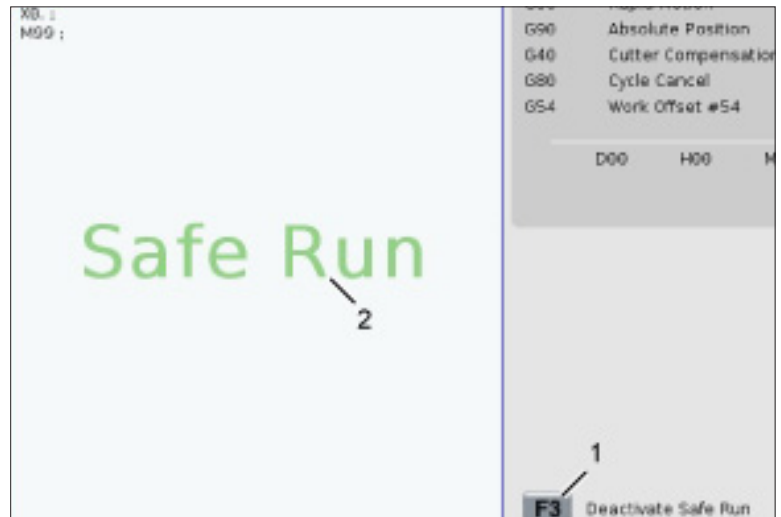 X0. ;
M99 ;
G90 Absolute Position
G40 Cutter Compensation
G80 Cycle Cancel
G54 Work Offset #54
D00 H00 M
Safe Run
2
1
F3 Deactivate Safe Run